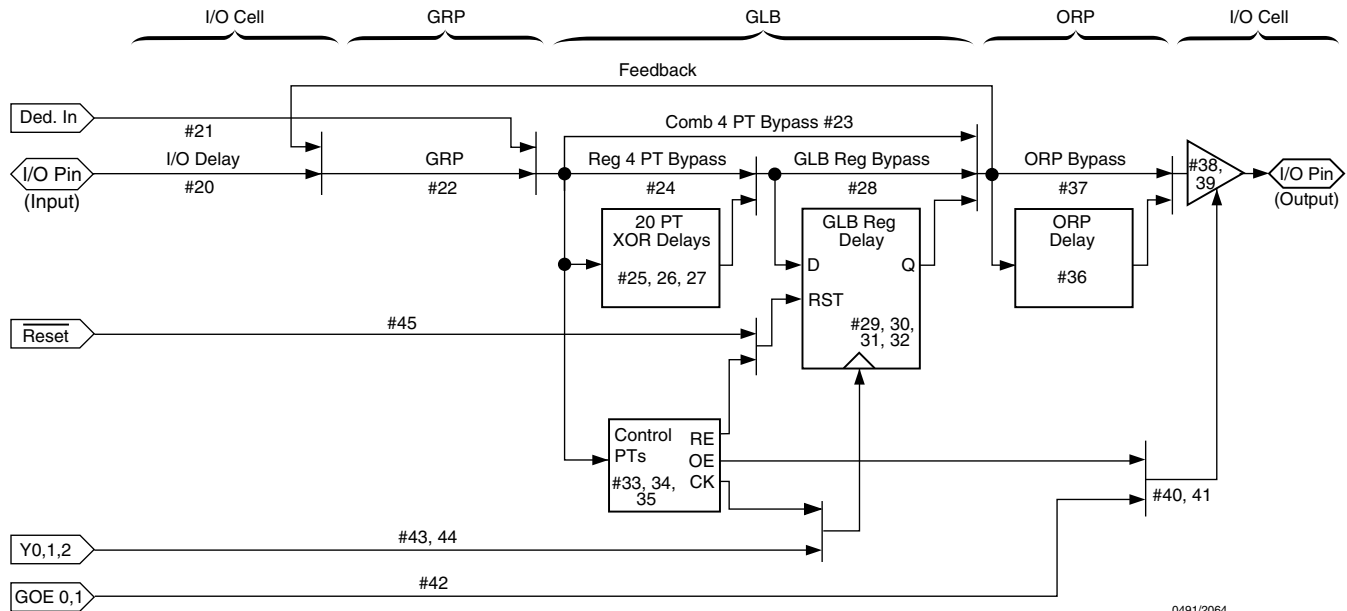 I/O Cell
GRP
GLB
ORP
I/O Cell
Feedback
Ded. In
#21
Comb 4 PT Bypass #23
I/O Pin
(Input)
I/O Delay
#20
GRP
#22
Reg 4 PT Bypass
#24
GLB Reg Bypass
#28
ORP Bypass
#37
#38,
39
I/O Pin
(Output)
20 PT
XOR Delays
#25, 26, 27
GLB Reg
Delay
D
Q
RST
#29, 30,
31, 32
ORP
Delay
#36
Reset
#45
Control
PTs
#33, 34,
35
RE
OE
CK
#40, 41
Y0,1,2
#43, 44
GOE 0,1
#42
0491/2064